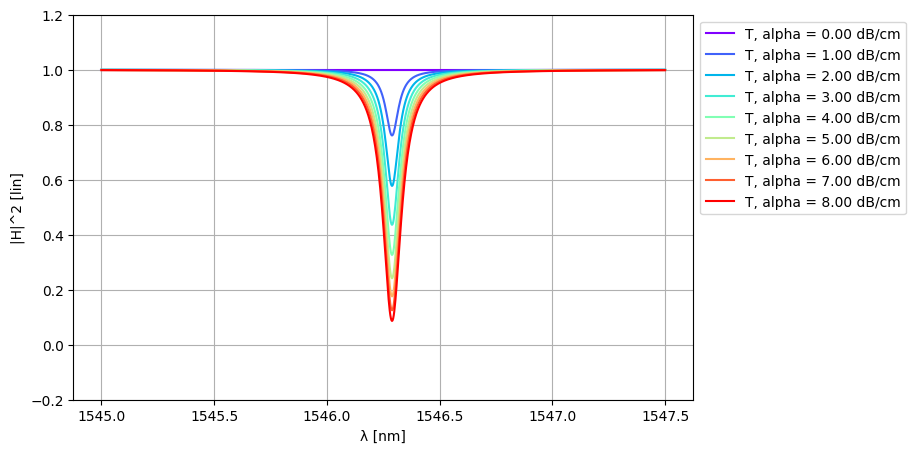 1.2
1.0
0.8
0.6
0.4
0.2
0.0
−0.2
|H|^2 [lin]
1545.0 1545.5 1546.0 1546.5 1547.0 1547.5
λ [nm]
T, alpha = 0.00 dB/cm
T, alpha = 1.00 dB/cm
T, alpha = 2.00 dB/cm
T, alpha = 3.00 dB/cm
T, alpha = 4.00 dB/cm
T, alpha = 5.00 dB/cm
T, alpha = 6.00 dB/cm
T, alpha = 7.00 dB/cm
T, alpha = 8.00 dB/cm